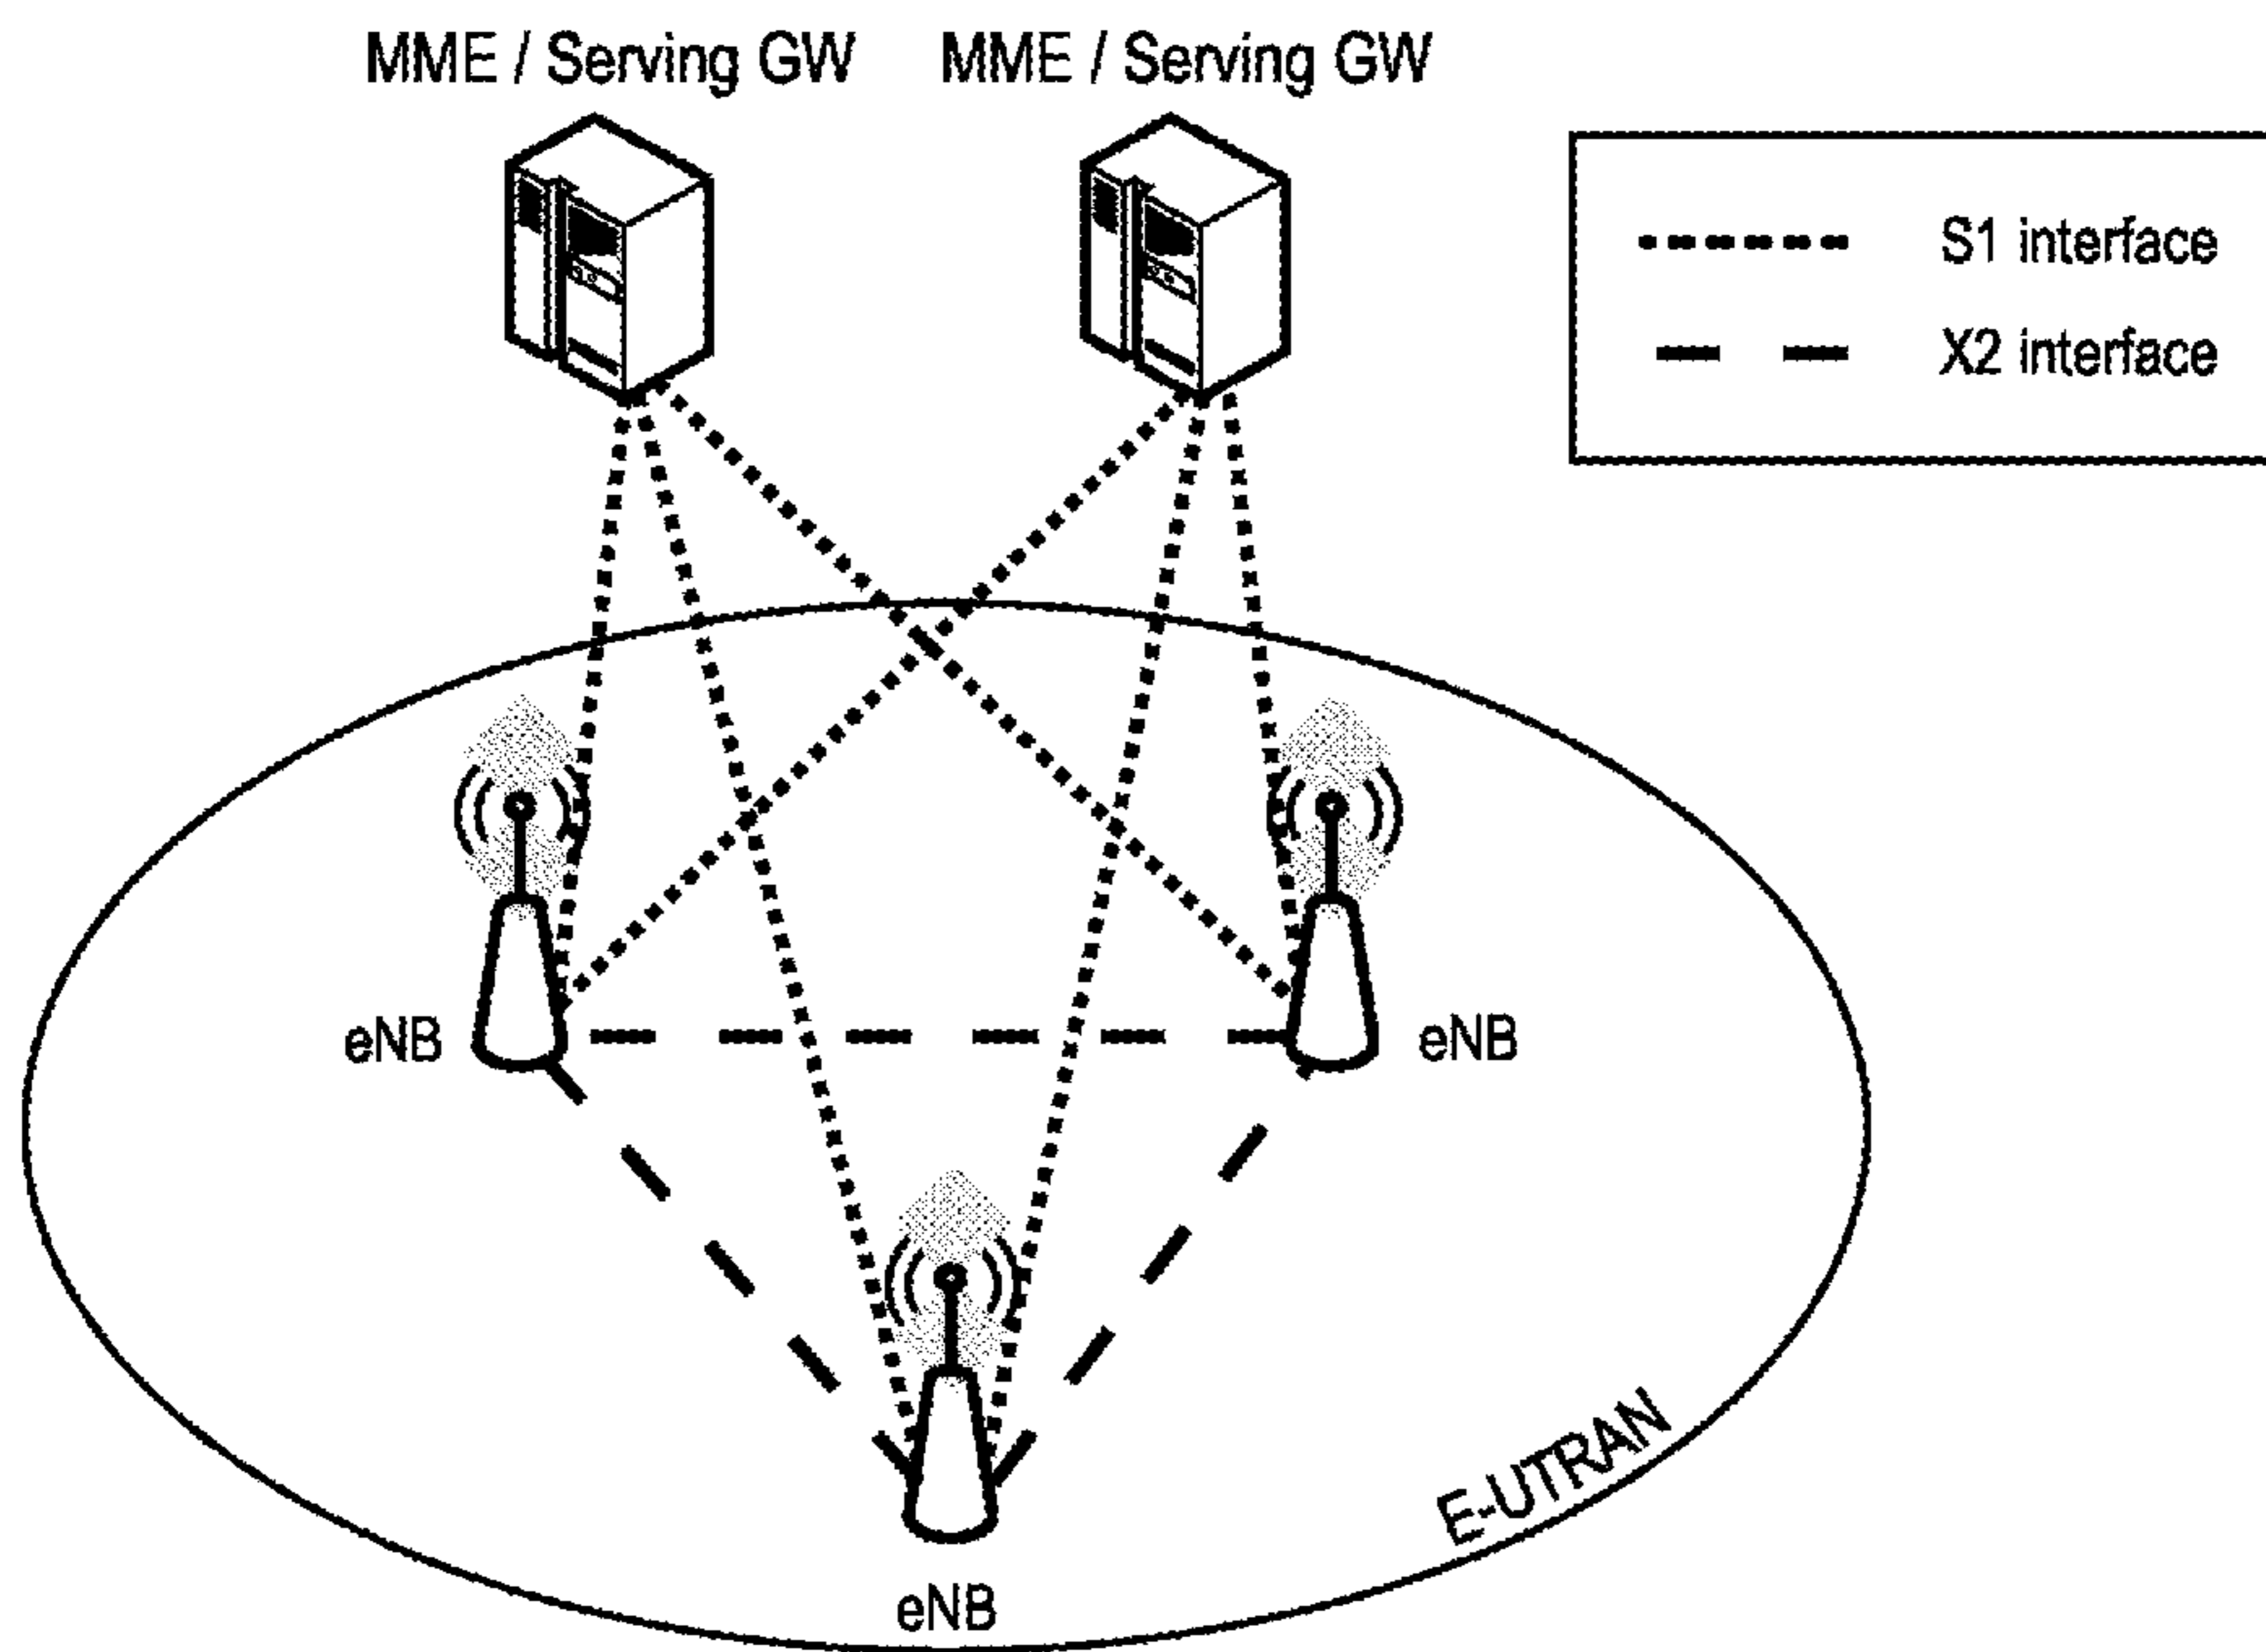 MME / Serving GW
MME / Serving GW
S1 interface
X2 interface
eNB
eNB
E-UTRAN
eNB